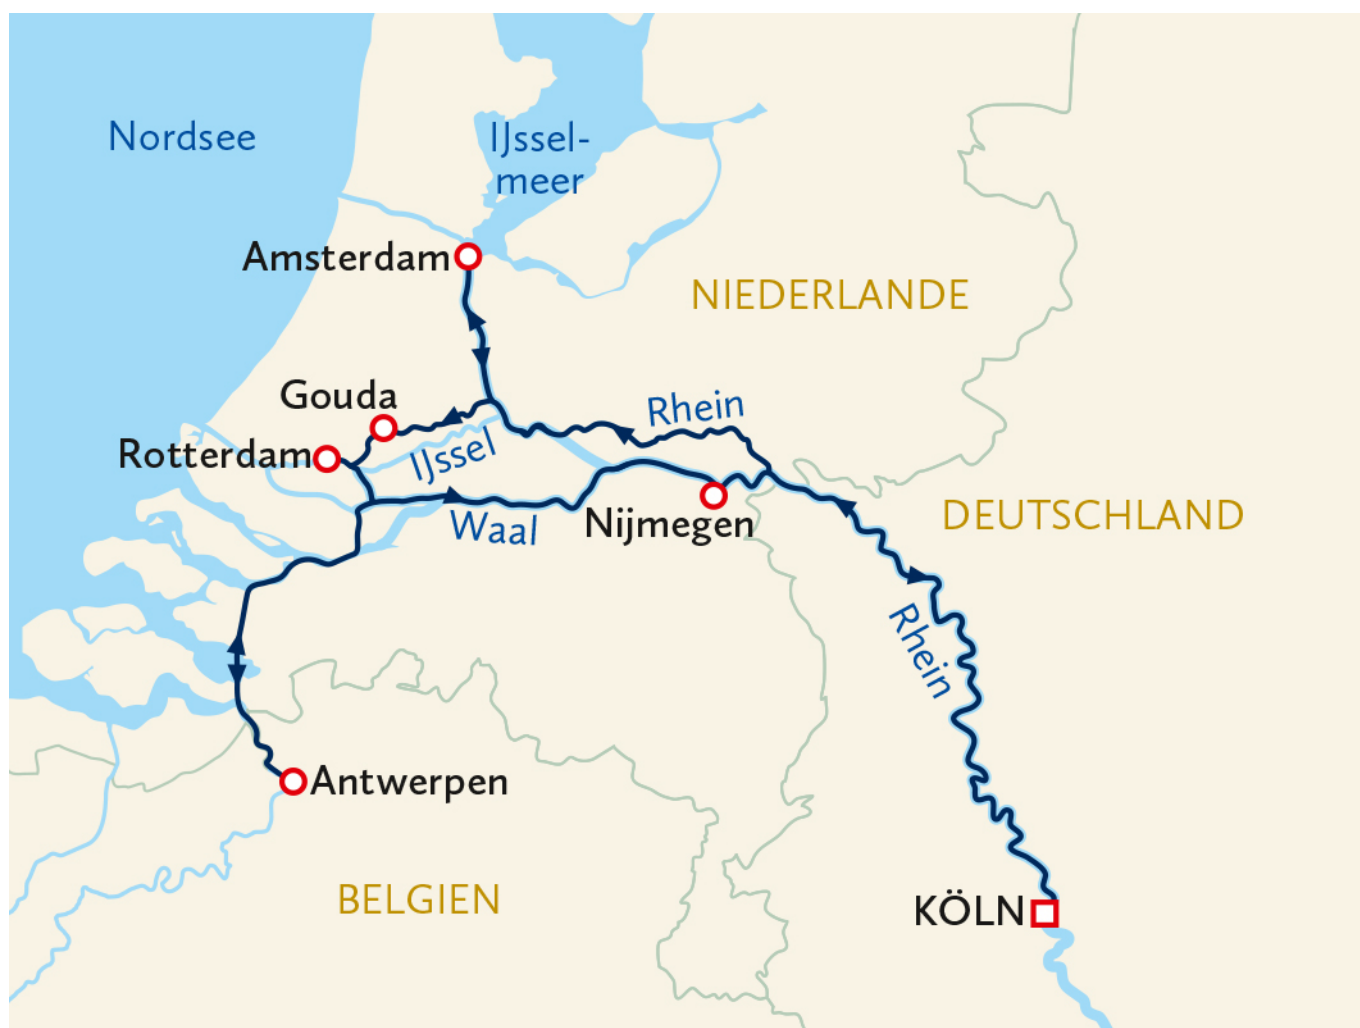 Nordsee
IJssel-
meer
Amsterdam
NIEDERLANDE
Gouda
Rhein
Rotterdam
IJssel
Waal
Nijmegen
DEUTSCHLAND
Rhein
Antwerpen
BELGIEN
KÖLN